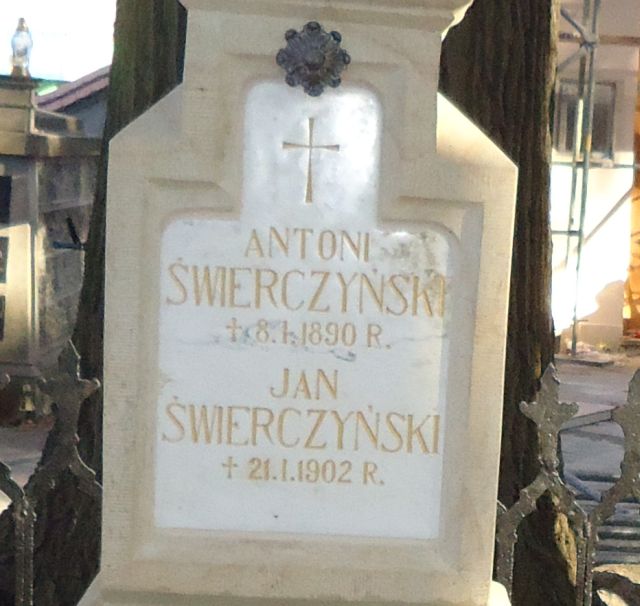 ANTONI
ŚWIERCZYŃSKI
† 8.I.1890 R.
JAN
ŚWIERCZYŃSKI
† 21.I.1902 R.